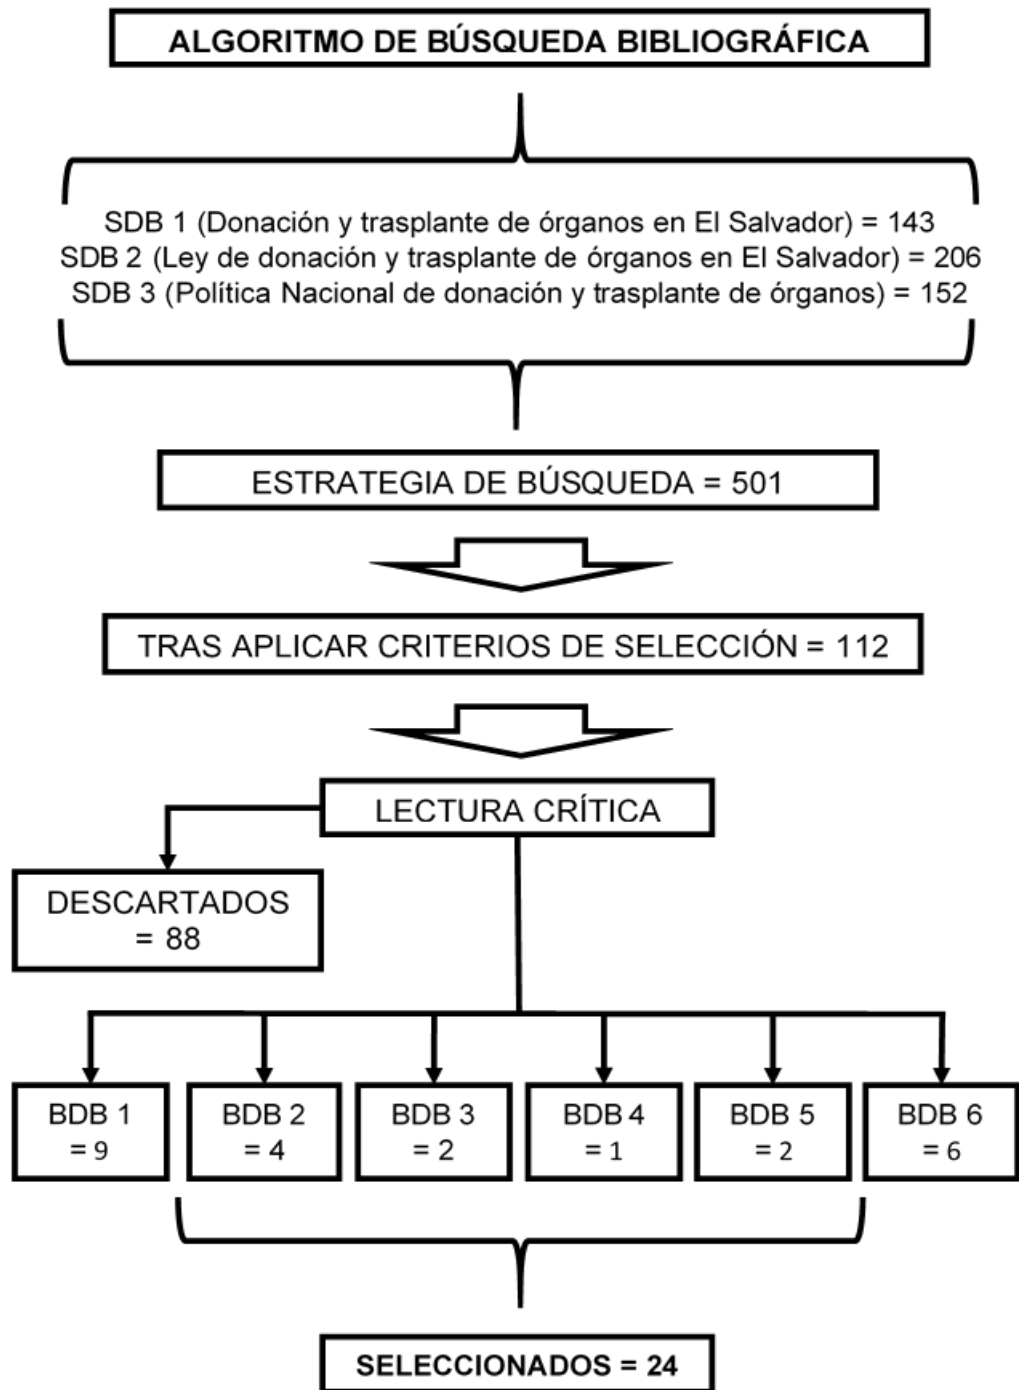 ALGORITMO DE BÚSQUEDA BIBLIOGRÁFICA
SDB 1 (Donación y trasplante de órganos en El Salvador) = 143
SDB 2 (Ley de donación y trasplante de órganos en El Salvador) = 206
SDB 3 (Política Nacional de donación y trasplante de órganos) = 152
ESTRATEGIA DE BÚSQUEDA = 501
TRAS APLICAR CRITERIOS DE SELECCIÓN = 112
LECTURA CRÍTICA
DESCARTADOS
= 88
BDB 1
= 9
BDB 2
= 4
BDB 3
= 2
BDB 4
= 1
BDB 5
= 2
BDB 6
= 6
SELECCIONADOS = 24